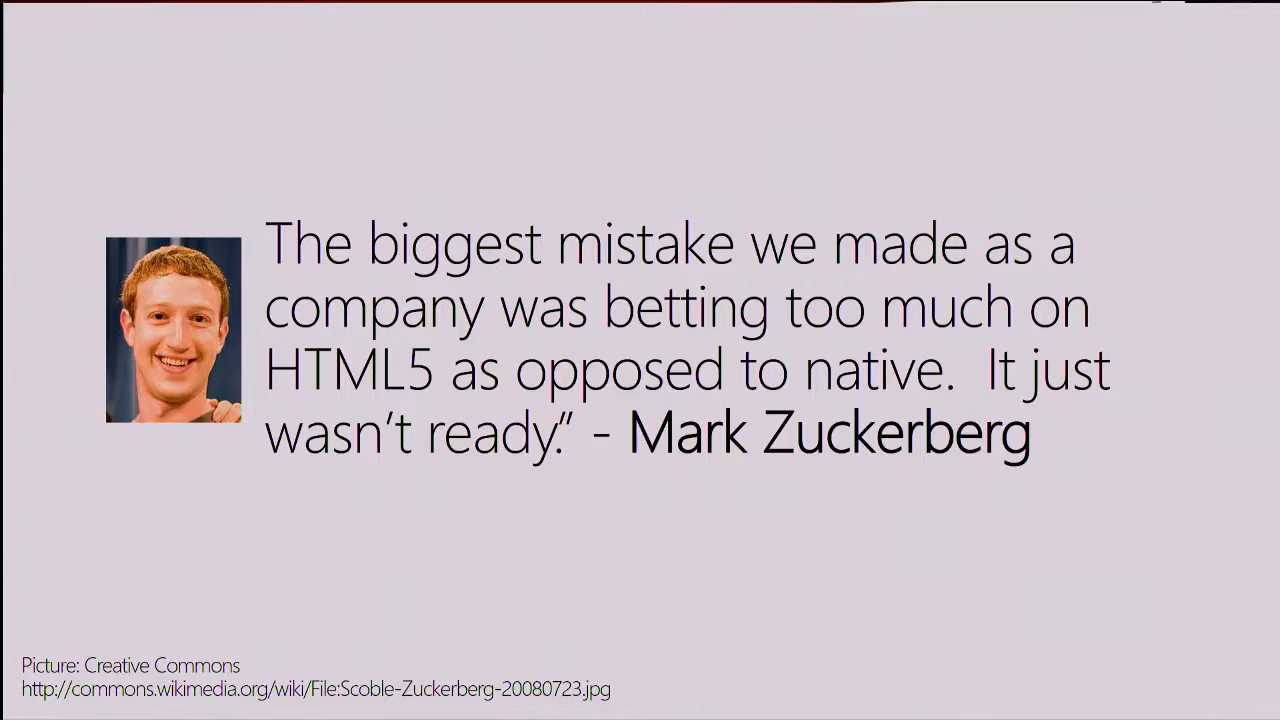 The biggest mistake we made as a
company was betting too much on
HTML5 as opposed to native.  It just
wasn't ready.” - Mark Zuckerberg
Picture: Creative Commons
http://commons.wikimedia.org/wiki/File:Scoble-Zuckerberg-20080723.jpg